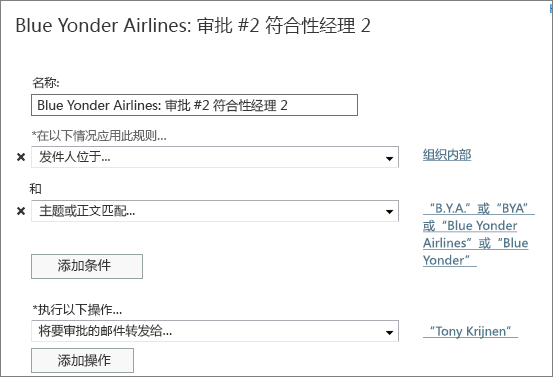 Blue Yonder Airlines: 审批 #2 符合性经理 2
名称:
Blue Yonder Airlines: 审批 #2 符合性经理 2
*在以下情况应用此规则...
发件人位于...
组织内部
和
主题或正文匹配...
“B.Y.A.”或“BYA”
或“Blue Yonder
Airlines”或“Blue
Yonder”
添加条件
*执行以下操作...
将要审批的邮件转发给...
“Tony Krijnen”
添加操作